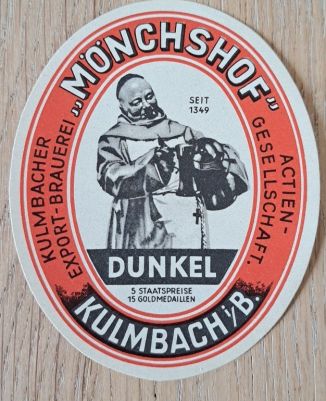 KULMBACHER
EXPORT-BRAUEREI
„MÖNCHSHOF“
ACTIEN-
GESELLSCHAFT.
SEIT
1349
DUNKEL
5 STAATSPREISE
15 GOLDMEDAILLEN
KULMBACH i/B.